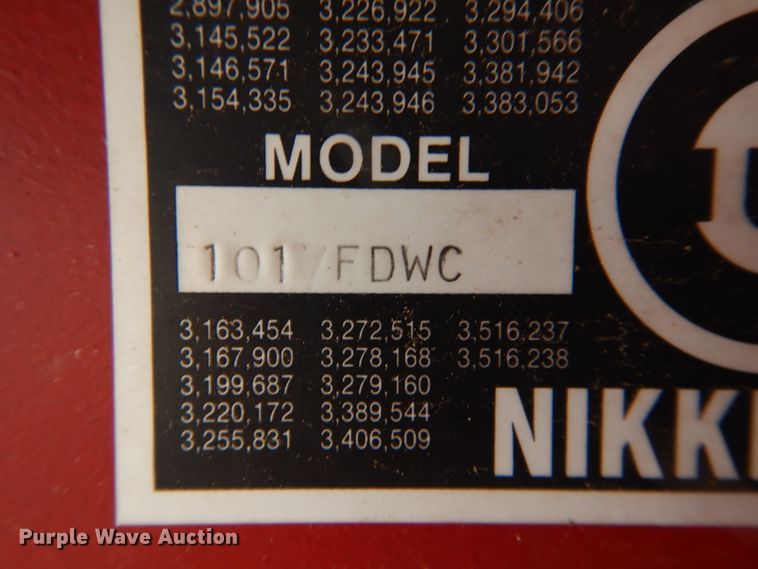 2,897,905 3,226,922 3,294,406
3,145,522 3,233,471 3,301,566
3,146,571 3,243,945 3,381,942
3,154,335 3,243,946 3,383,053
MODEL
1017FDWC
3,163,454 3,272,515 3,516,237
3,167,900 3,278,168 3,516,238
3,199,687 3,279,160
3,220,172 3,389,544
3,255,831 3,406,509
NIKK
Purple Wave Auction